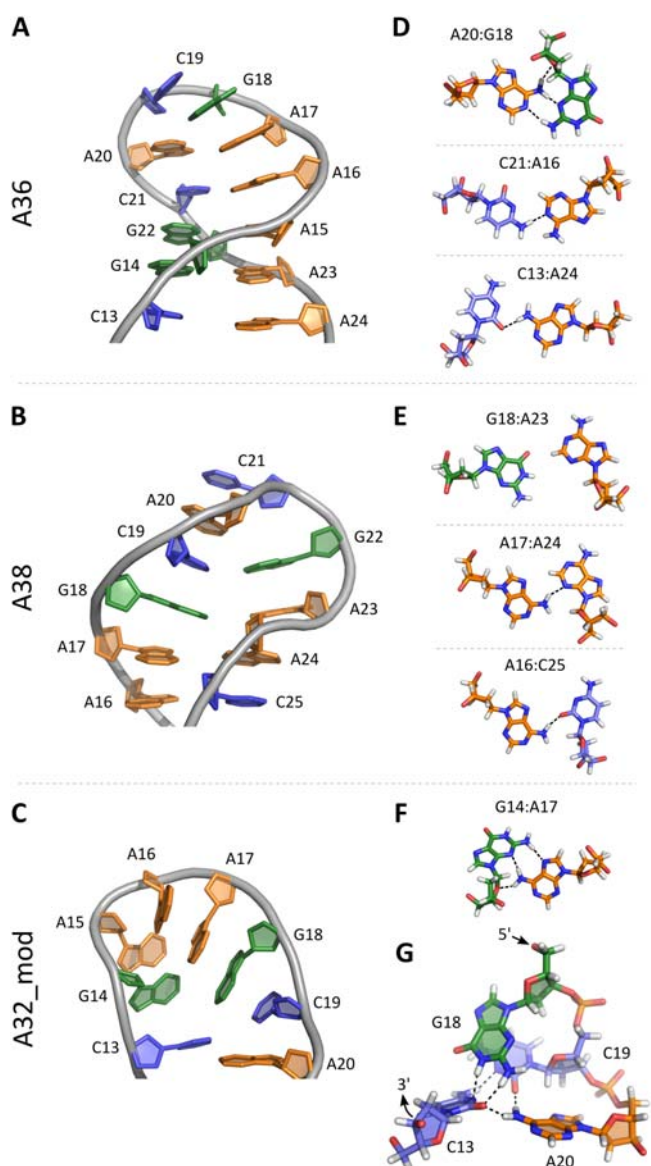 A
A36
C19
G18
A17
A20
A16
C21
G22
A15
G14
A23
C13
A24
D
A20:G18
C21:A16
C13:A24
B
A38
C21
A20
C19
G22
G18
A23
A17
A24
A16
C25
E
G18:A23
A17:A24
A16:C25
C
A32_mod
A16
A17
A15
G18
G14
C19
C13
A20
F
G14:A17
G
5'
G18
C19
3'
C13
A20